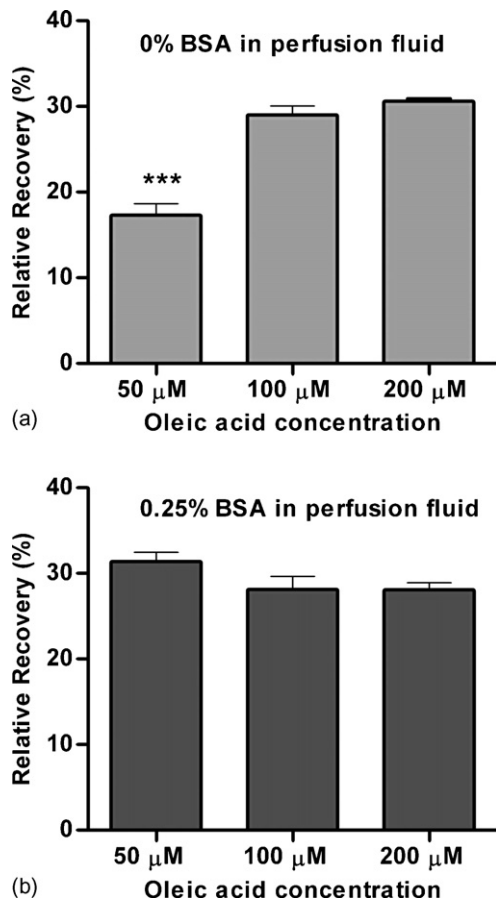 40
0% BSA in perfusion fluid
30
***
20
10
0
Relative Recovery (%)
50 μM 100 μM 200 μM
(a) Oleic acid concentration
40
0.25% BSA in perfusion fluid
30
20
10
0
Relative Recovery (%)
50 μM 100 μM 200 μM
(b) Oleic acid concentration